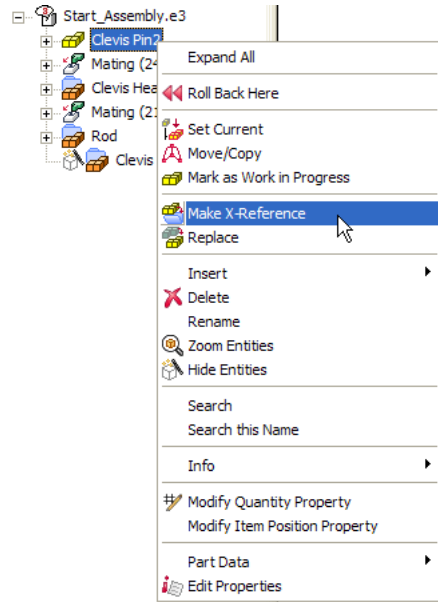 Start_Assembly.e3
Clevis Pin2
Mating (24
Clevis Hea
Mating (21
Rod
Clevis
Expand All
Roll Back Here
Set Current
Move/Copy
Mark as Work in Progress
Make X-Reference
Replace
Insert
Delete
Rename
Zoom Entities
Hide Entities
Search
Search this Name
Info
Modify Quantity Property
Modify Item Position Property
Part Data
Edit Properties